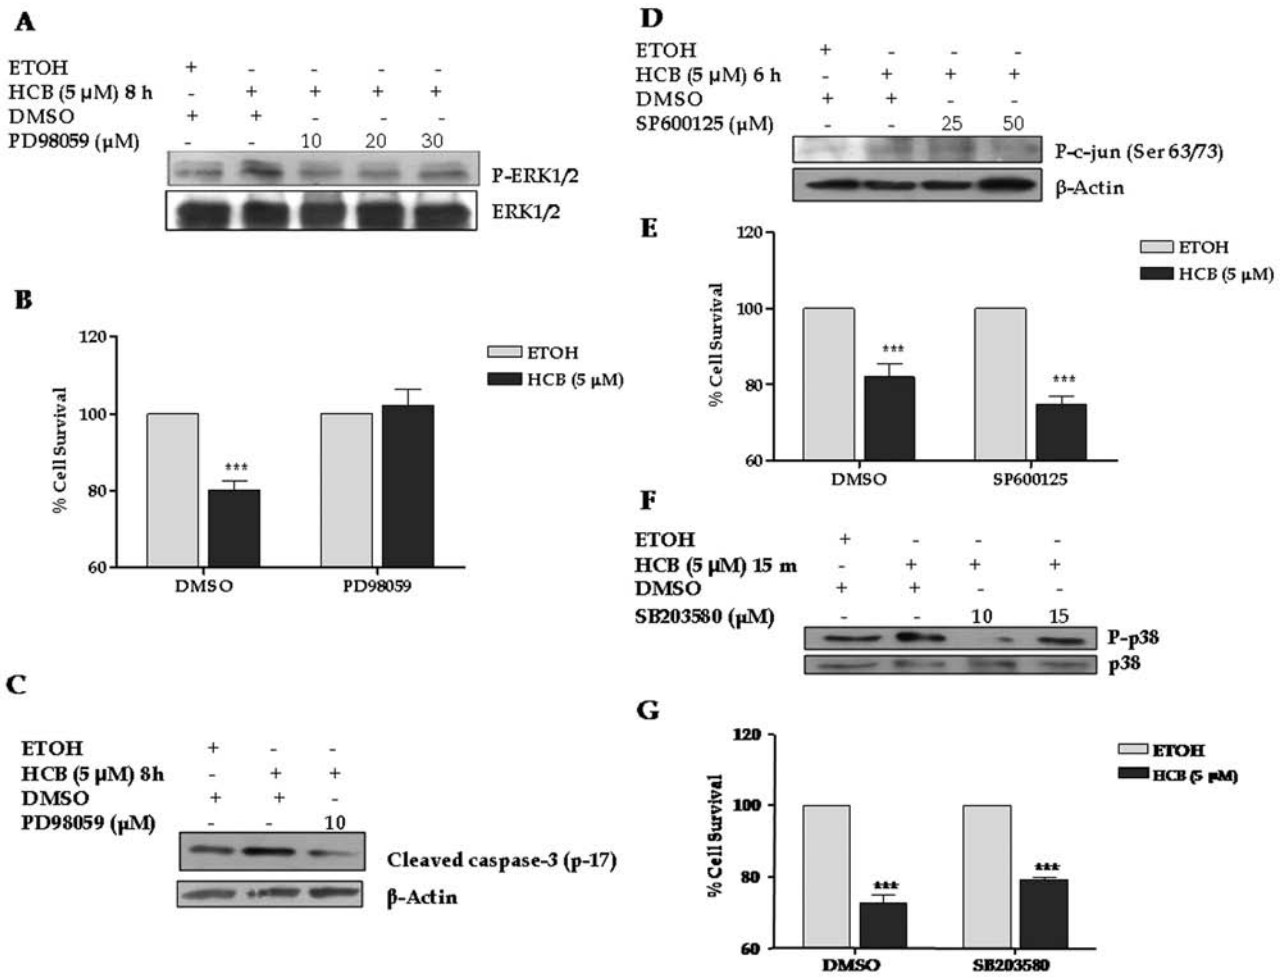 A
ETOH + - - - -
HCB (5 µM) 8 h - + + + +
DMSO + + - - -
PD98059 (µM) - - 10 20 30
P-ERK1/2
ERK1/2
B
120
100
80
60
% Cell Survival
***
DMSO PD98059
ETOH
HCB (5 µM)
C
ETOH + - -
HCB (5 µM) 8h - + +
DMSO + + -
PD98059 (µM) - - 10
Cleaved caspase-3 (p-17)
β-Actin
D
ETOH + - - -
HCB (5 µM) 6 h - + + +
DMSO + + - -
SP600125 (µM) - - 25 50
P-c-jun (Ser 63/73)
β-Actin
E
120
100
80
60
% Cell Survival
*** ***
DMSO SP600125
ETOH
HCB (5 µM)
F
ETOH + - - -
HCB (5 µM) 15 m - + + +
DMSO + + - -
SB203580 (µM) - - 10 15
P-p38
p38
G
120
100
80
60
% Cell Survival
*** ***
DMSO SB203580
ETOH
HCB (5 µM)